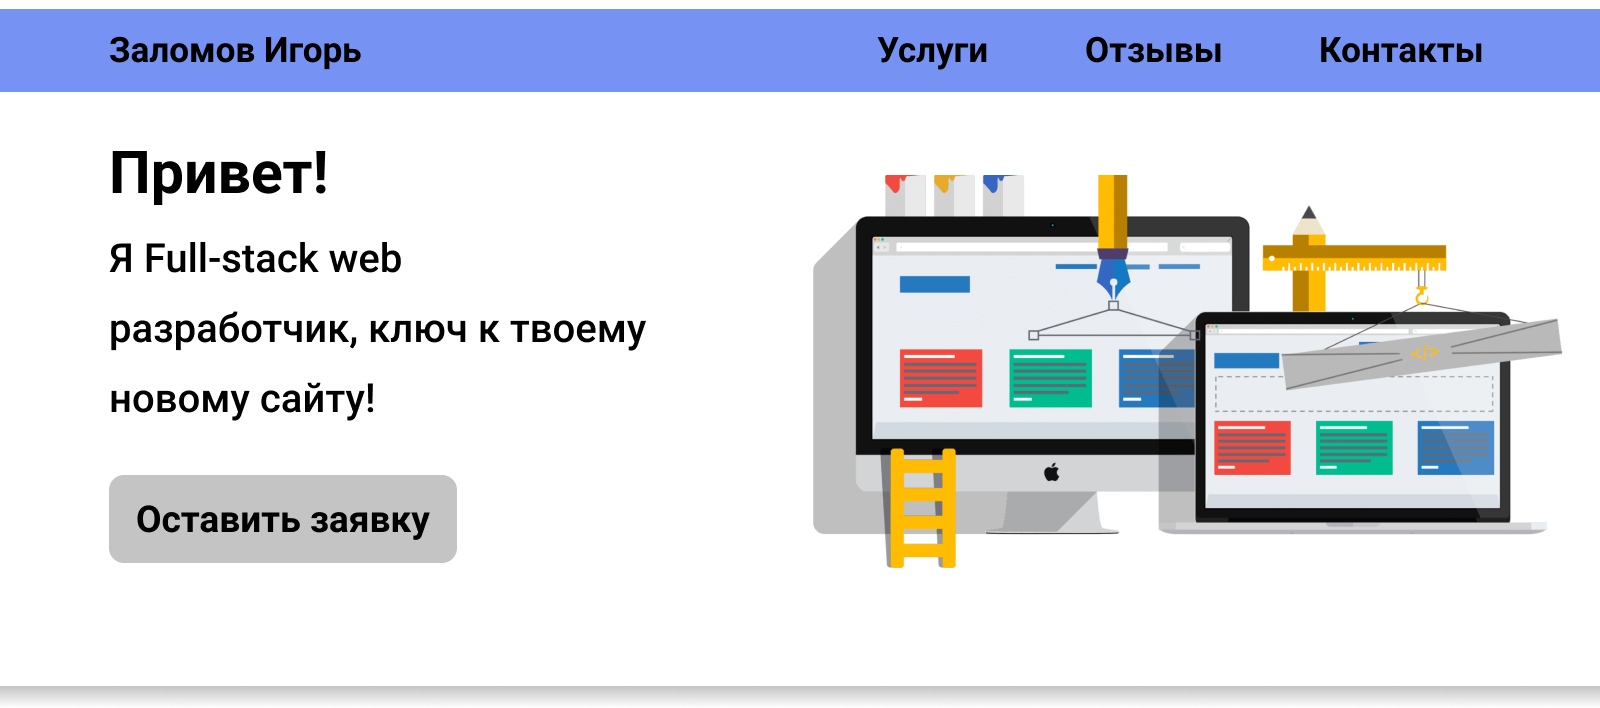 Заломов Игорь
Услуги
Отзывы
Контакты
Привет!
Я Full-stack web
разработчик, ключ к твоему
новому сайту!
Оставить заявку
</>